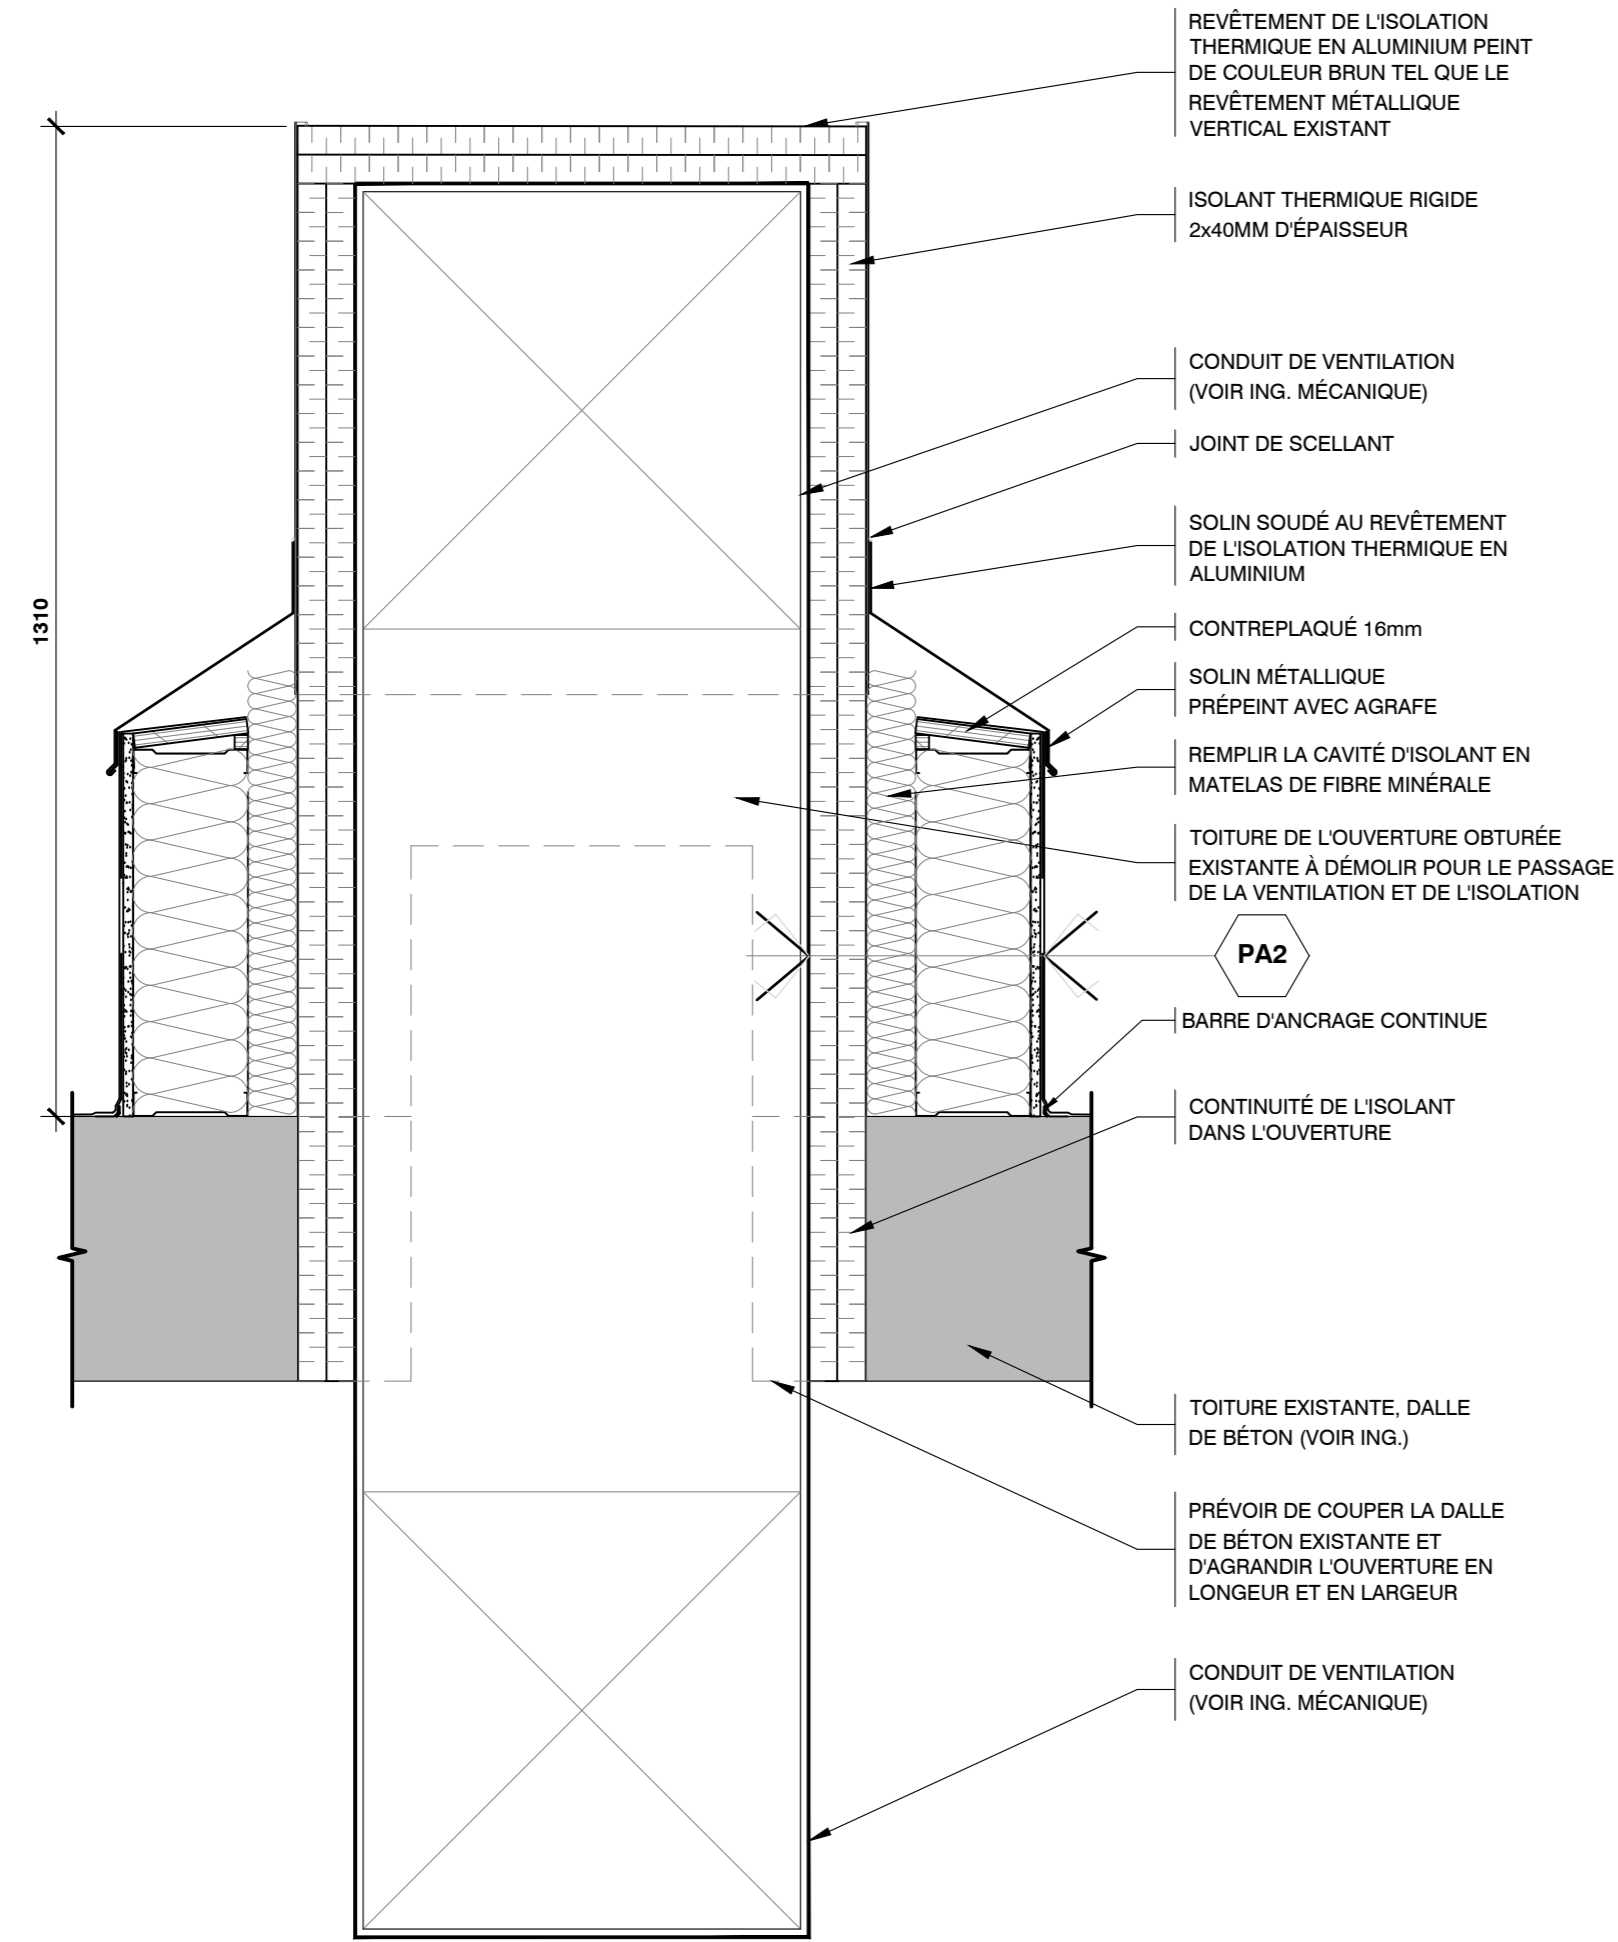 REVÊTEMENT DE L'ISOLATION
THERMIQUE EN ALUMINIUM PEINT
DE COULEUR BRUN TEL QUE LE
REVÊTEMENT MÉTALLIQUE
VERTICAL EXISTANT
ISOLANT THERMIQUE RIGIDE
2x40MM D'ÉPAISSEUR
CONDUIT DE VENTILATION
(VOIR ING. MÉCANIQUE)
JOINT DE SCELLANT
SOLIN SOUDÉ AU REVÊTEMENT
DE L'ISOLATION THERMIQUE EN
ALUMINIUM
1310
CONTREPLAQUÉ 16mm
SOLIN MÉTALLIQUE
PRÉPEINT AVEC AGRAFE
REMPLIR LA CAVITÉ D'ISOLANT EN
MATELAS DE FIBRE MINÉRALE
TOITURE DE L'OUVERTURE OBTURÉE
EXISTANTE À DÉMOLIR POUR LE PASSAGE
DE LA VENTILATION ET DE L'ISOLATION
PA2
BARRE D'ANCRAGE CONTINUE
CONTINUITÉ DE L'ISOLANT
DANS L'OUVERTURE
TOITURE EXISTANTE, DALLE
DE BÉTON (VOIR ING.)
PRÉVOIR DE COUPER LA DALLE
DE BÉTON EXISTANTE ET
D'AGRANDIR L'OUVERTURE EN
LONGEUR ET EN LARGEUR
CONDUIT DE VENTILATION
(VOIR ING. MÉCANIQUE)